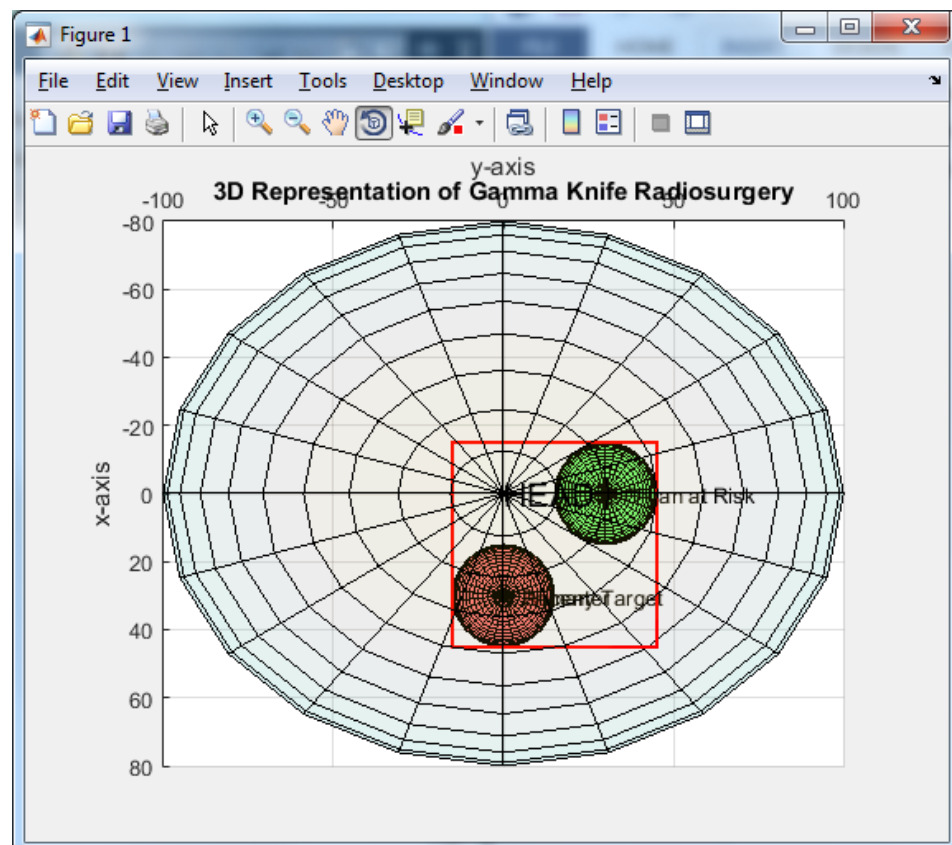 Figure 1
File Edit View Insert Tools Desktop Window Help
y-axis
3D Representation of Gamma Knife Radiosurgery
-100 -50 0 50 100
-80
-60
-40
-20
x-axis
0
HEAD
at Risk
20
Target
40
60
80